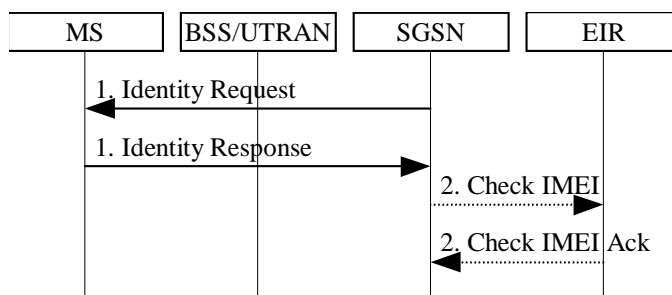 MS BSS/UTRAN SGSN EIR
1. Identity Request
1. Identity Response
2. Check IMEI
2. Check IMEI Ack